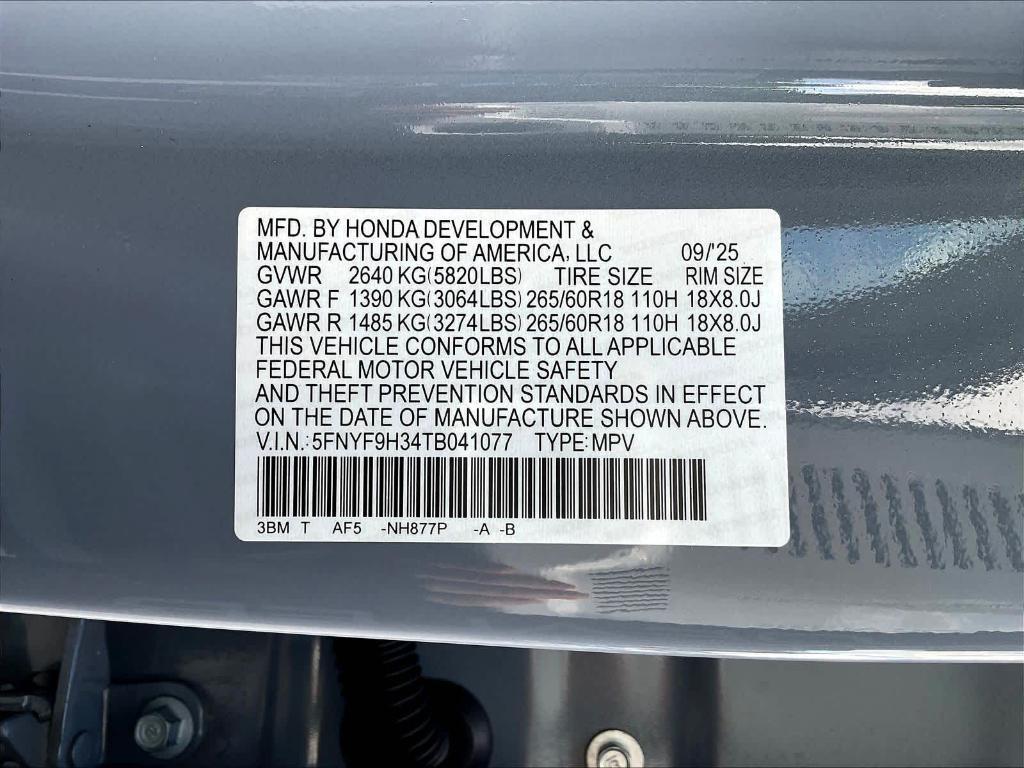 MFD. BY HONDA DEVELOPMENT &
MANUFACTURING OF AMERICA, LLC 09/'25
GVWR 2640 KG(5820LBS) TIRE SIZE RIM SIZE
GAWR F 1390 KG(3064LBS) 265/60R18 110H 18X8.0J
GAWR R 1485 KG(3274LBS) 265/60R18 110H 18X8.0J
THIS VEHICLE CONFORMS TO ALL APPLICABLE
FEDERAL MOTOR VEHICLE SAFETY
AND THEFT PREVENTION STANDARDS IN EFFECT
ON THE DATE OF MANUFACTURE SHOWN ABOVE.
V.I.N.: 5FNYF9H34TB041077 TYPE: MPV
3BM T AF5 -NH877P -A -B